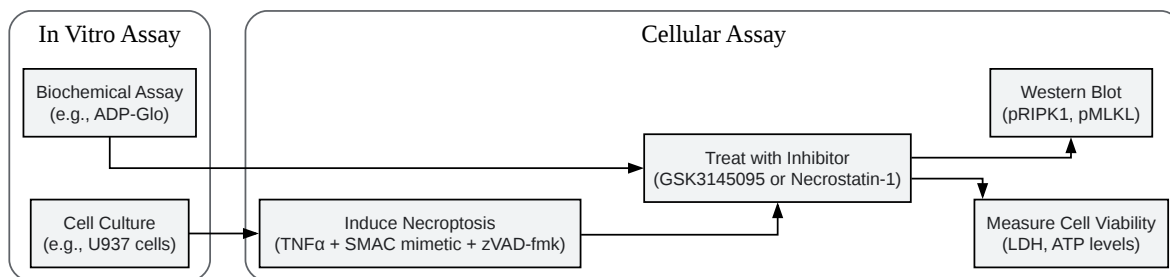 In Vitro Assay
Cellular Assay
Biochemical Assay
(e.g., ADP-Glo)
Western Blot
(pRIPK1, pMLKL)
Treat with Inhibitor
(GSK3145095 or Necrostatin-1)
Cell Culture
(e.g., U937 cells)
Induce Necroptosis
(TNFα + SMAC mimetic + zVAD-fmk)
Measure Cell Viability
(LDH, ATP levels)